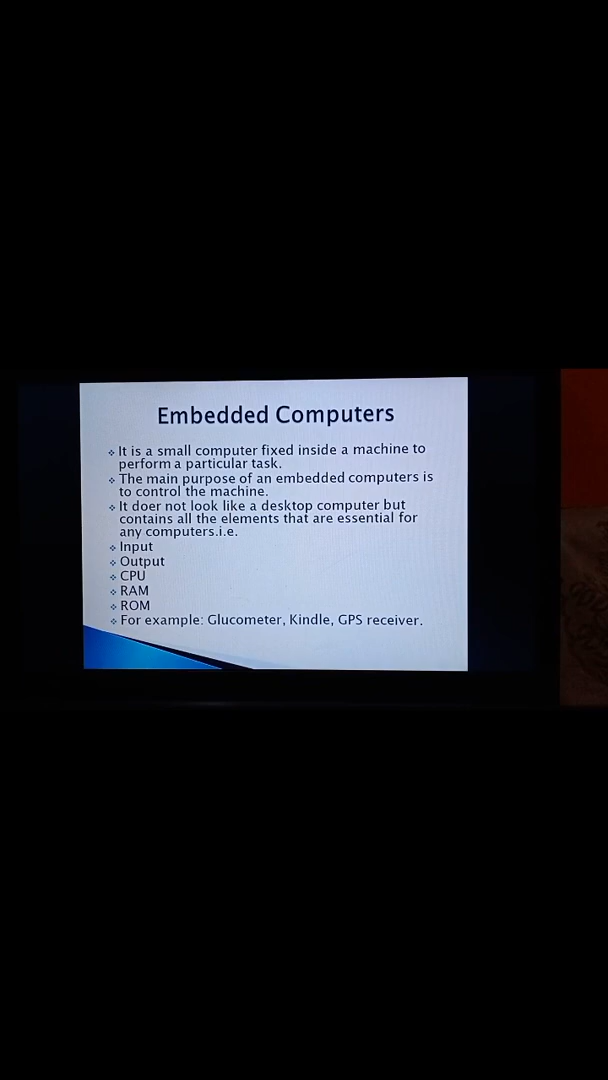 Embedded Computers
❖ It is a small computer fixed inside a machine to
perform a particular task.
❖ The main purpose of an embedded computers is
to control the machine.
❖ It doer not look like a desktop computer but
contains all the elements that are essential for
any computers.i.e.
❖ Input
❖ Output
❖ CPU
❖ RAM
❖ ROM
❖ For example: Glucometer, Kindle, GPS receiver.